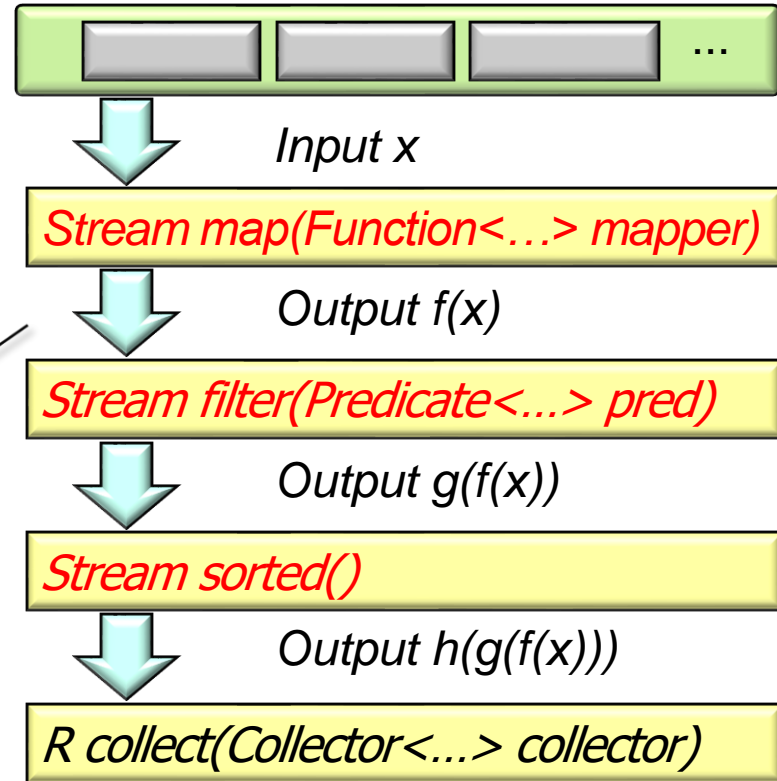 ...
Input x
Stream map(Function<...> mapper)
Output f(x)
Stream filter(Predicate<...> pred)
Output g(f(x))
Stream sorted()
Output h(g(f(x)))
R collect(Collector<...> collector)